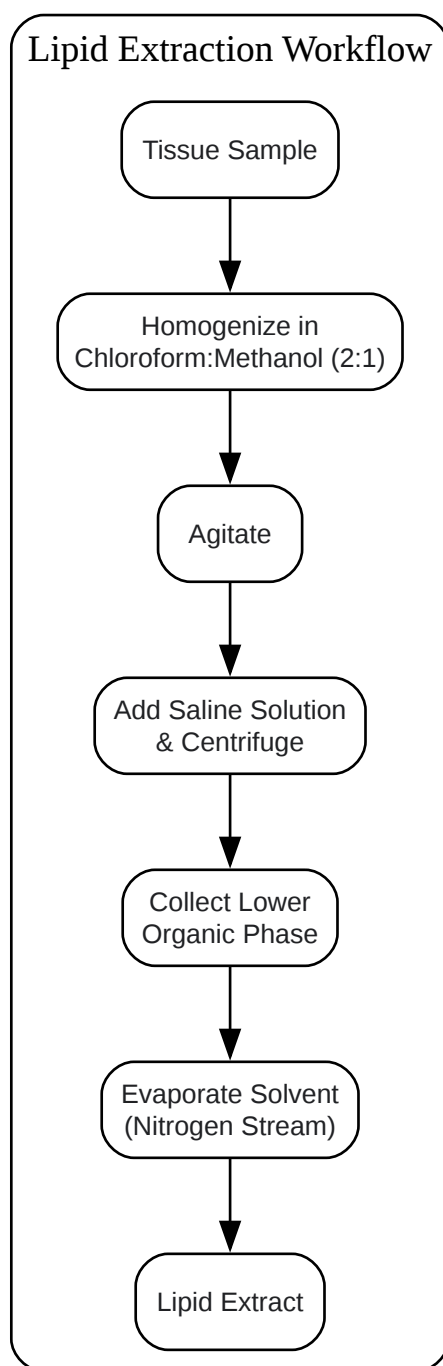 Lipid Extraction Workflow
Tissue Sample
Homogenize in
Chloroform:Methanol (2:1)
Agitate
Add Saline Solution
& Centrifuge
Collect Lower
Organic Phase
Evaporate Solvent
(Nitrogen Stream)
Lipid Extract